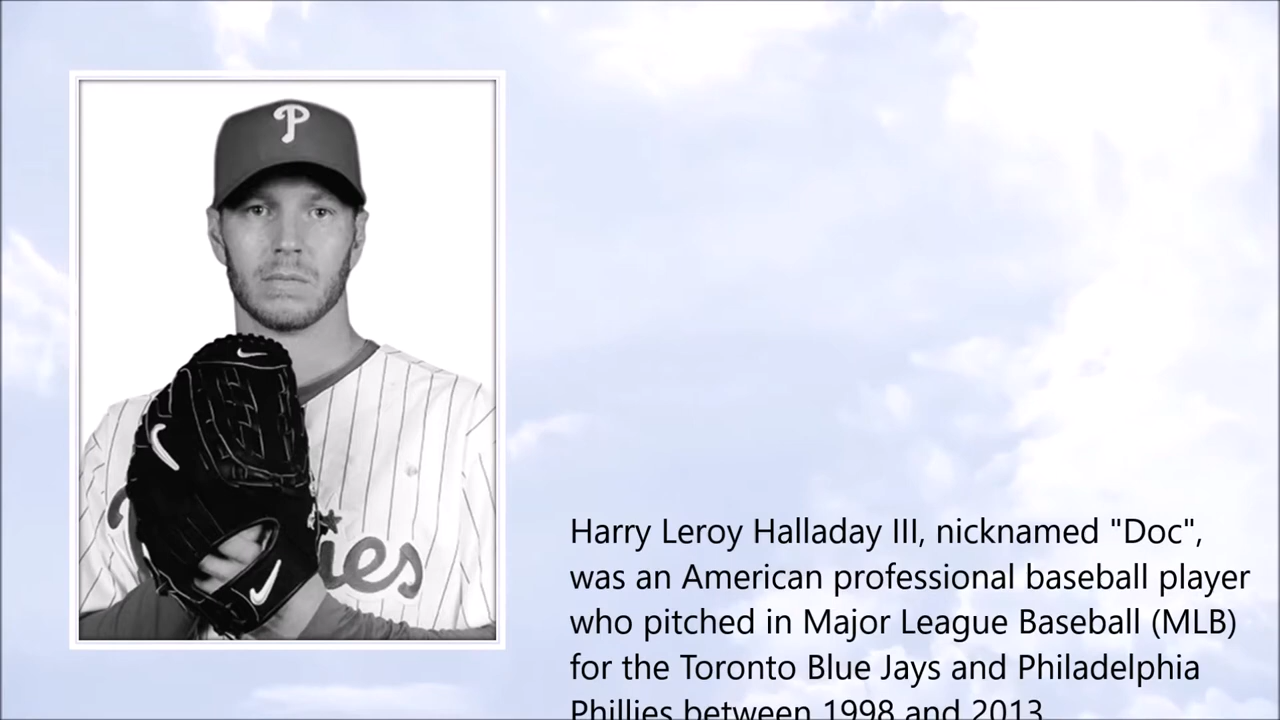 P
ies
Harry Leroy Halladay III, nicknamed "Doc",
was an American professional baseball player
who pitched in Major League Baseball (MLB)
for the Toronto Blue Jays and Philadelphia
Phillies between 1998 and 2013